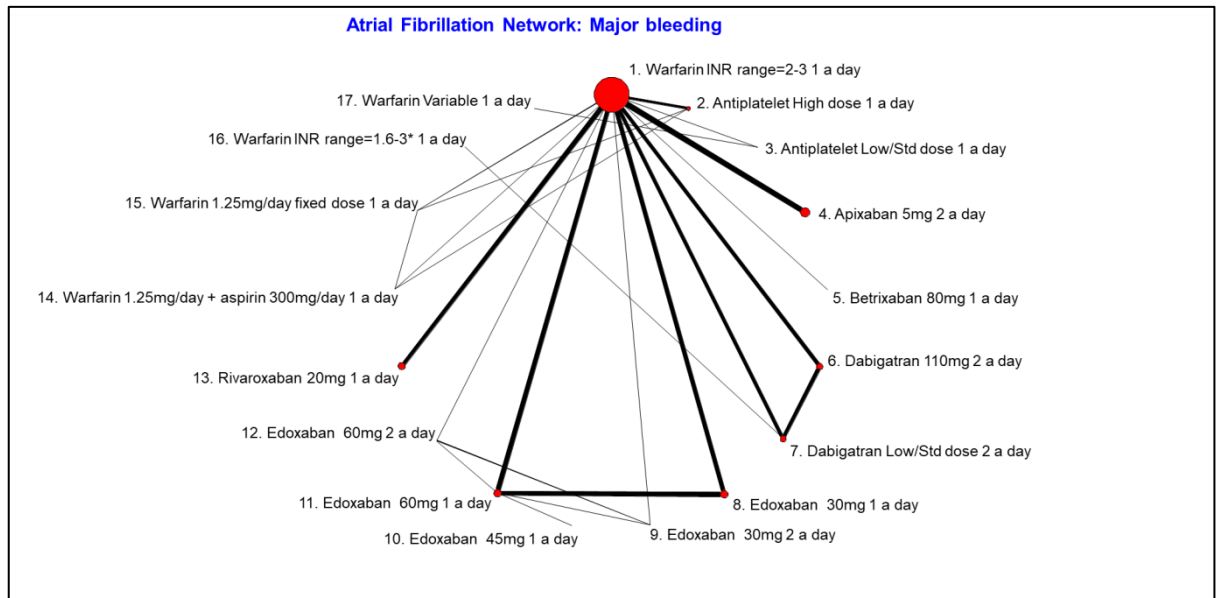 Atrial Fibrillation Network: Major bleeding
1. Warfarin INR range=2-3 1 a day
2. Antiplatelet High dose 1 a day
3. Antiplatelet Low/Std dose 1 a day
4. Apixaban 5mg 2 a day
5. Betrixaban 80mg 1 a day
6. Dabigatran 110mg 2 a day
7. Dabigatran Low/Std dose 2 a day
8. Edoxaban 30mg 1 a day
9. Edoxaban 30mg 2 a day
10. Edoxaban 45mg 1 a day
11. Edoxaban 60mg 1 a day
12. Edoxaban 60mg 2 a day
13. Rivaroxaban 20mg 1 a day
14. Warfarin 1.25mg/day + aspirin 300mg/day 1 a day
15. Warfarin 1.25mg/day fixed dose 1 a day
16. Warfarin INR range=1.6-3* 1 a day
17. Warfarin Variable 1 a day